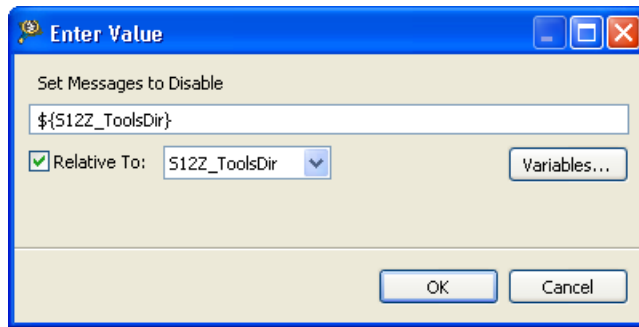 Enter Value
Set Messages to Disable
${S12Z_ToolsDir}
Relative To: S12Z_ToolsDir Variables...
OK Cancel